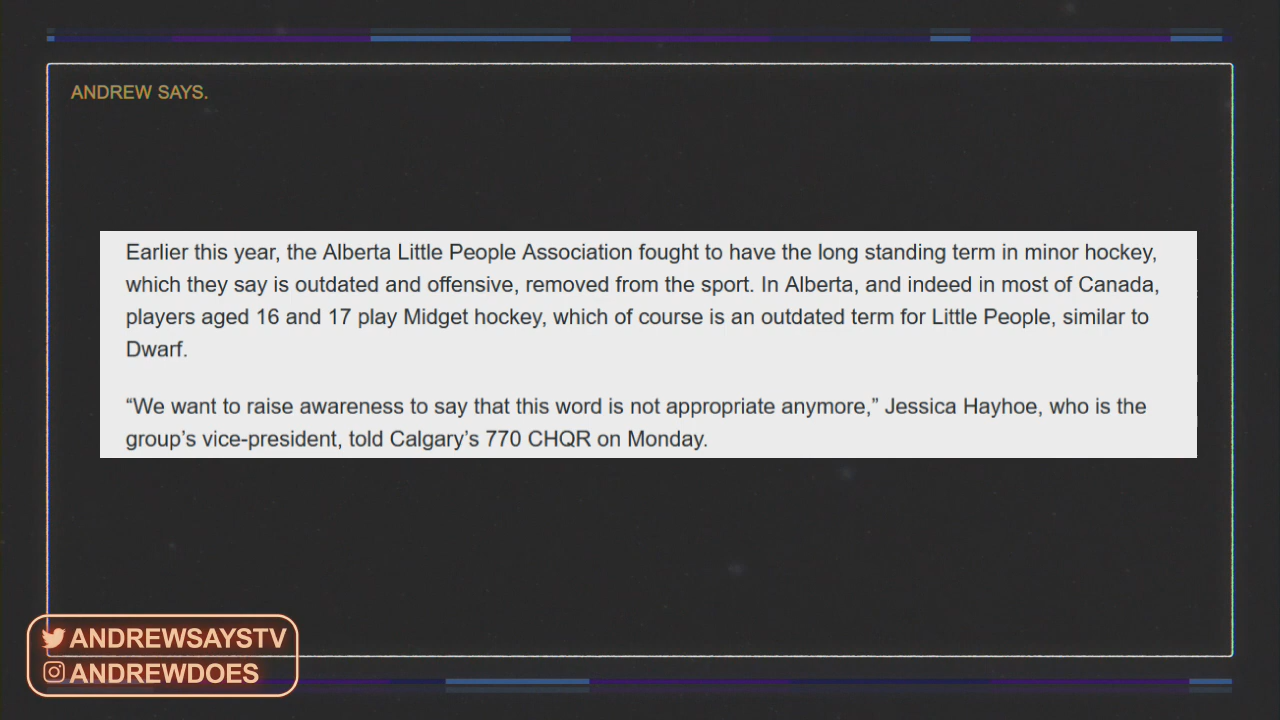 ANDREW SAYS.
Earlier this year, the Alberta Little People Association fought to have the long standing term in minor hockey,
which they say is outdated and offensive, removed from the sport. In Alberta, and indeed in most of Canada,
players aged 16 and 17 play Midget hockey, which of course is an outdated term for Little People, similar to
Dwarf.
“We want to raise awareness to say that this word is not appropriate anymore,” Jessica Hayhoe, who is the
group’s vice-president, told Calgary’s 770 CHQR on Monday.
ANDREWSAYSTV
ANDREWDOES